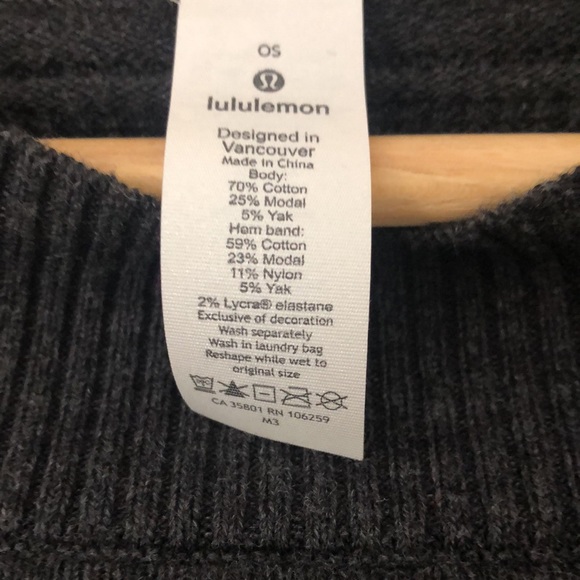 OS
lululemon
Designed in
Vancouver
Made in China
Body:
70% Cotton
25% Modal
5% Yak
Hem band:
59% Cotton
23% Modal
11% Nylon
5% Yak
2% Lycra® elastane
Exclusive of decoration
Wash separately
Wash in laundry bag
Reshape while wet to
original size
CA 35801 RN 106259
M3